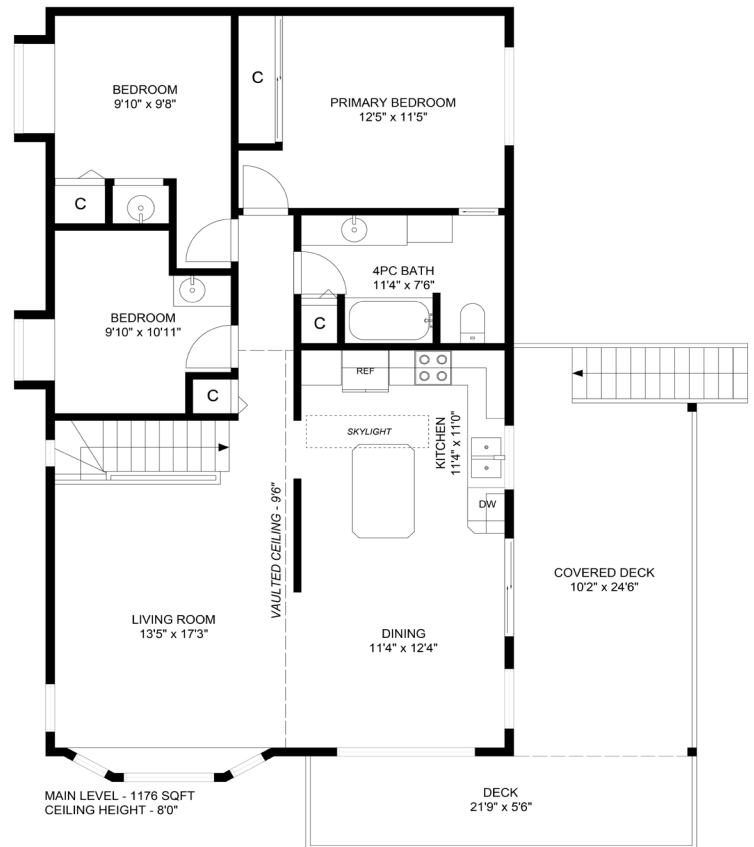 BEDROOM
9'10" x 9'8"
C
PRIMARY BEDROOM
12'5" x 11'5"
C
4PC BATH
11'4" x 7'6"
BEDROOM
9'10" x 10'11"
C
C
REF
SKYLIGHT
KITCHEN
11'4" x 11'0"
DW
VAULTED CEILING - 9'6"
COVERED DECK
10'2" x 24'6"
LIVING ROOM
13'5" x 17'3"
DINING
11'4" x 12'4"
MAIN LEVEL - 1176 SQFT
CEILING HEIGHT - 8'0"
DECK
21'9" x 5'6"